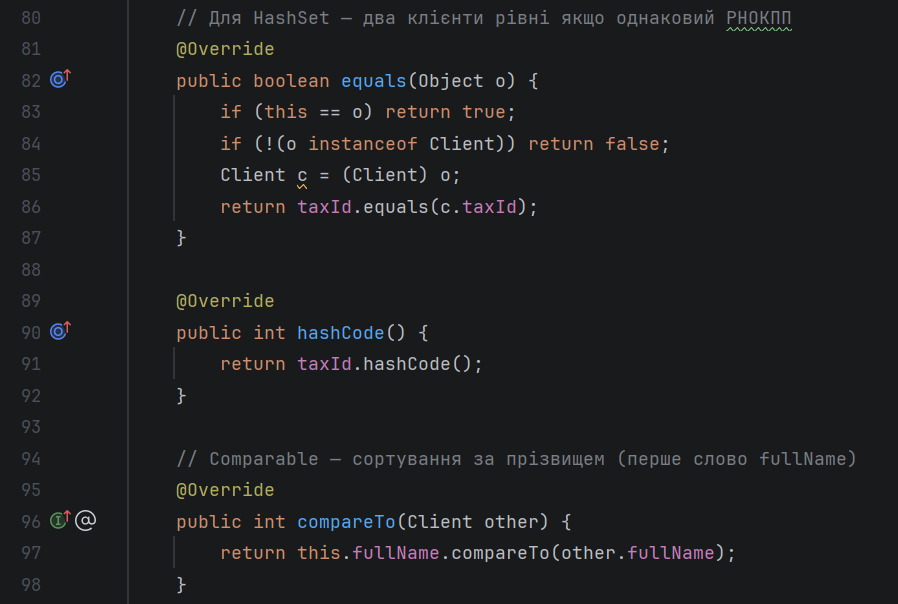 80 // Для HashSet — два клієнти рівні якщо однаковий РНОКПП
81 @Override
82 public boolean equals(Object o) {
83 if (this == o) return true;
84 if (!(o instanceof Client)) return false;
85 Client c = (Client) o;
86 return taxId.equals(c.taxId);
87 }
88
89 @Override
90 public int hashCode() {
91 return taxId.hashCode();
92 }
93
94 // Comparable — сортування за прізвищем (перше слово fullName)
95 @Override
96 public int compareTo(Client other) {
97 return this.fullName.compareTo(other.fullName);
98 }